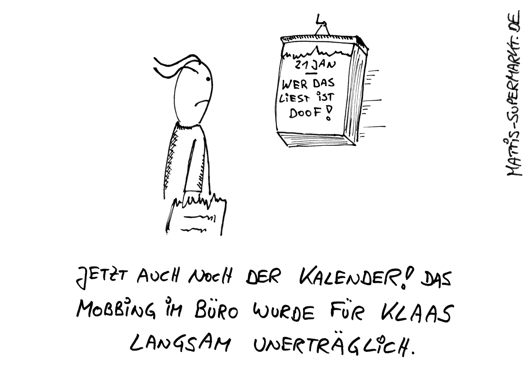 21 JAN
WER DAS
LIEST IST
DOOF!
MATTIS-SUPERMARKT.DE
JETZT AUCH NOCH DER KALENDER! DAS
MOBBING IM BÜRO WURDE FÜR KLAAS
LANGSAM UNERTRÄGLICH.